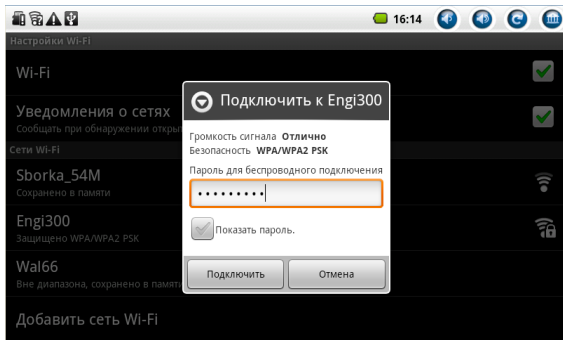 16:14
Настройки Wi-Fi
Wi-Fi
Уведомления о сетях
Сообщать при обнаружении откры
Сети Wi-Fi
Sborka_54M
Сохранено в памяти
Engi300
Защищено WPA/WPA2 PSK
Wal66
Вне диапазона, сохранено в памяти
Добавить сеть Wi-Fi
Подключить к Engi300
Громкость сигнала Отлично
Безопасность WPA/WPA2 PSK
Пароль для беспроводного подключения
•••••••••
Показать пароль.
Подключить
Отмена